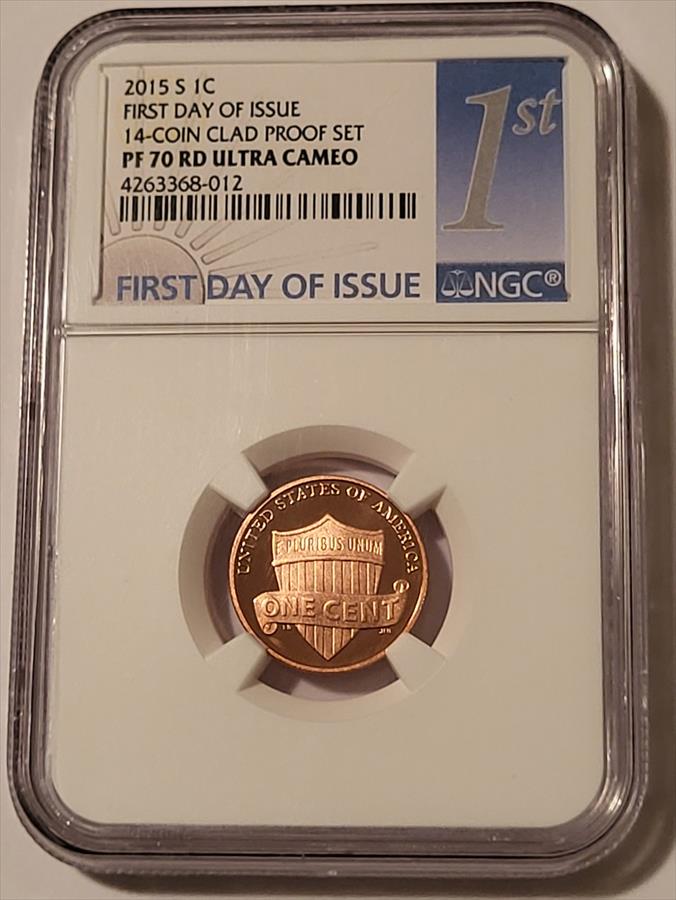 2015 S 1C
FIRST DAY OF ISSUE
14-COIN CLAD PROOF SET
PF 70 RD ULTRA CAMEO
4263368-012
1st
FIRST DAY OF ISSUE
NGC®
UNITED STATES OF AMERICA
E PLURIBUS UNUM
ONE CENT